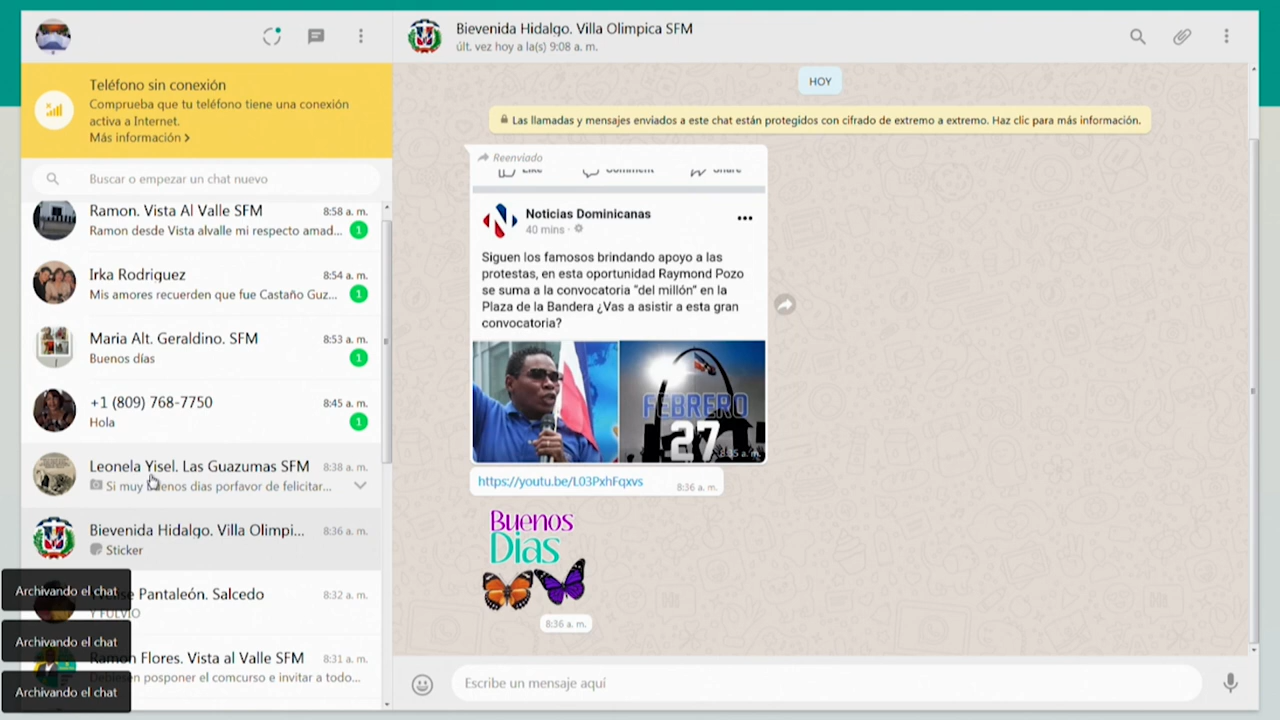 Teléfono sin conexión
Comprueba que tu teléfono tiene una conexión
activa a Internet.
Más información >
Buscar o empezar un chat nuevo
Ramon. Vista Al Valle SFM
8:58 a. m.
Ramon desde Vista alvalle mi respecto amad...
1
Irka Rodriquez
8:54 a. m.
Mis amores recuerden que fue Castaño Guz...
1
Maria Alt. Geraldino. SFM
8:53 a. m.
Buenos días
1
+1 (809) 768-7750
8:45 a. m.
Hola
1
Leonela Yisel. Las Guazumas SFM
8:38 a. m.
Si muy buenos dias porfavor de felicitar...
Bievenida Hidalgo. Villa Olimpi...
8:36 a. m.
Sticker
Pantaleón. Salcedo
8:32 a. m.
Y FULVIO
Ramon Flores. Vista al Valle SFM
8:31 a. m.
Debiesen posponer el comcurso e invitar a todo...
Archivando el chat
Archivando el chat
Archivando el chat
Bievenida Hidalgo. Villa Olimpica SFM
últ. vez hoy a la(s) 9:08 a. m.
HOY
Las llamadas y mensajes enviados a este chat están protegidos con cifrado de extremo a extremo. Haz clic para más información.
Reenviado
Like Comment Share
Noticias Dominicanas
40 mins ·
Siguen los famosos brindando apoyo a las
protestas, en esta oportunidad Raymond Pozo
se suma a la convocatoria "del millón" en la
Plaza de la Bandera ¿Vas a asistir a esta gran
convocatoria?
FEBRERO
27
8:35 a. m.
https://youtu.be/L03PxhFqxvs
8:36 a. m.
Buenos
Dias
8:36 a. m.
Escribe un mensaje aquí